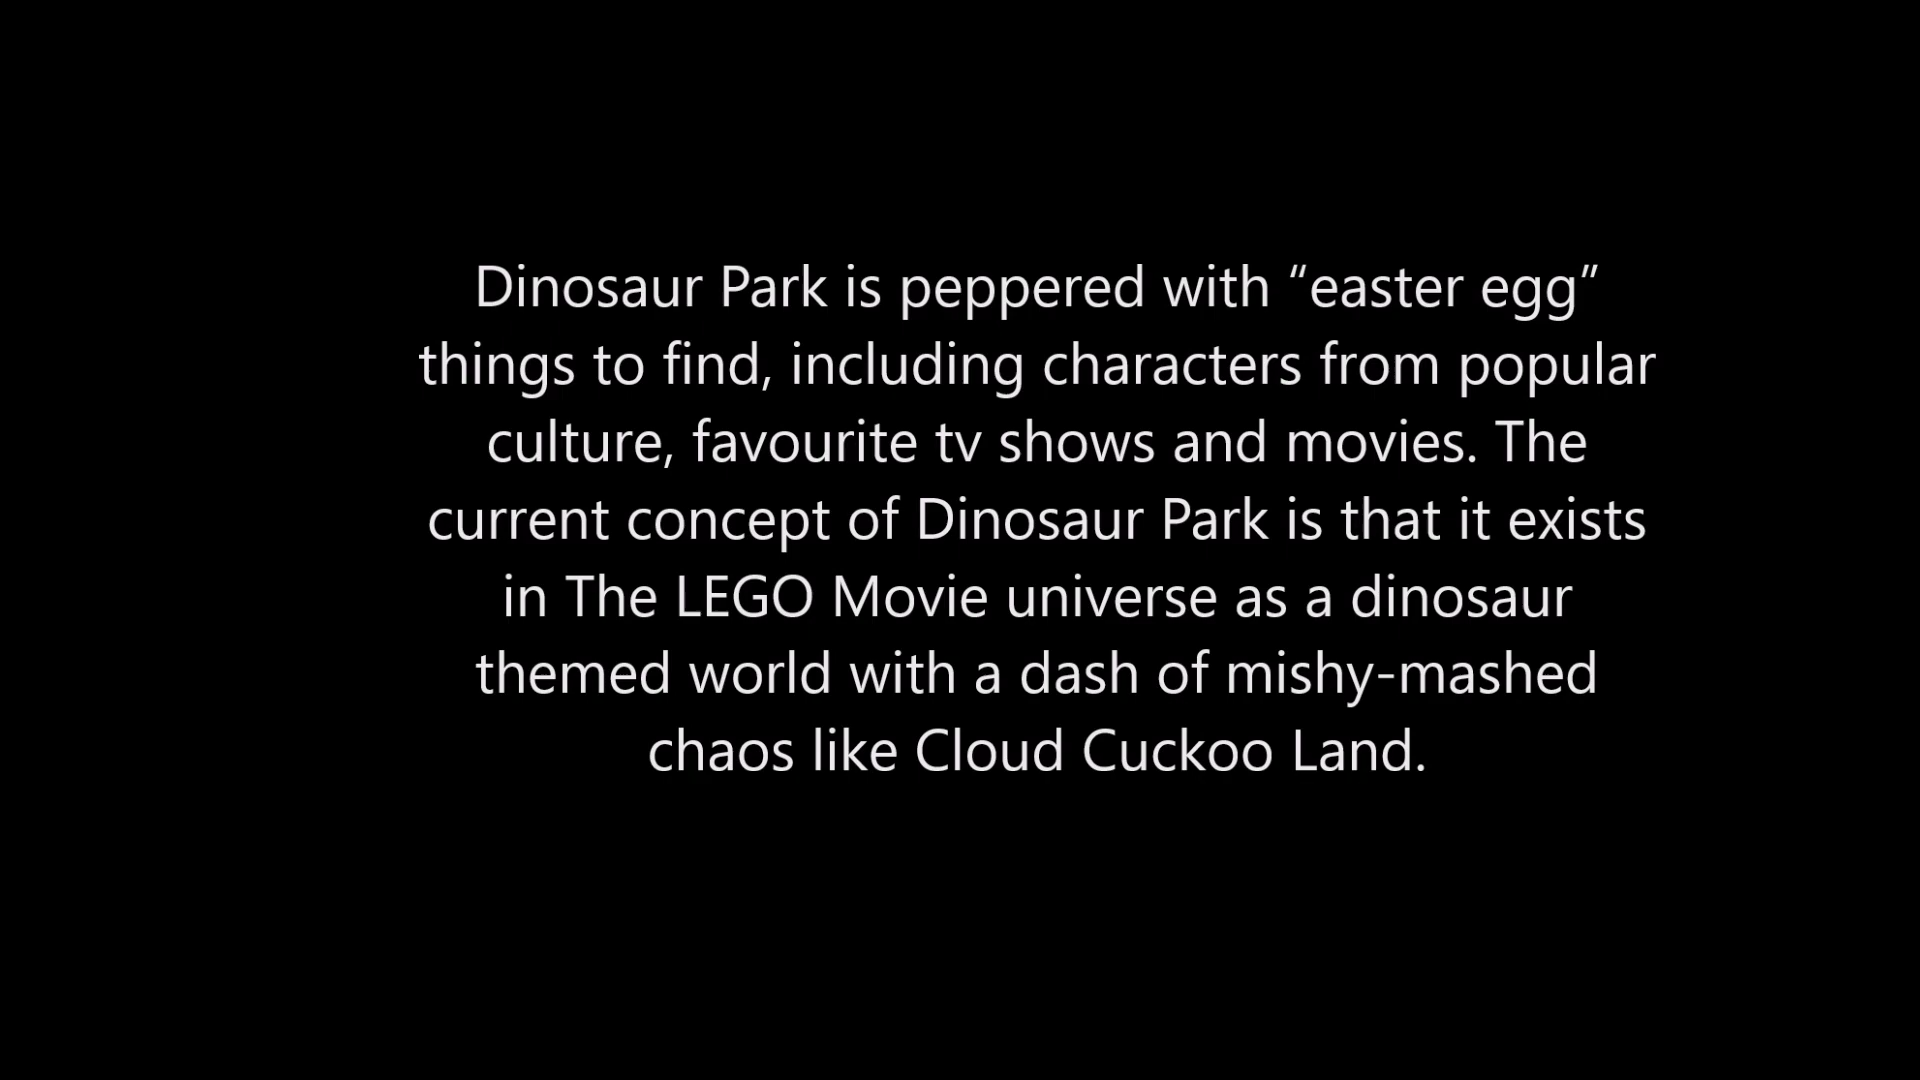 Dinosaur Park is peppered with “easter egg”
things to find, including characters from popular
culture, favourite tv shows and movies. The
current concept of Dinosaur Park is that it exists
in The LEGO Movie universe as a dinosaur
themed world with a dash of mishy-mashed
chaos like Cloud Cuckoo Land.